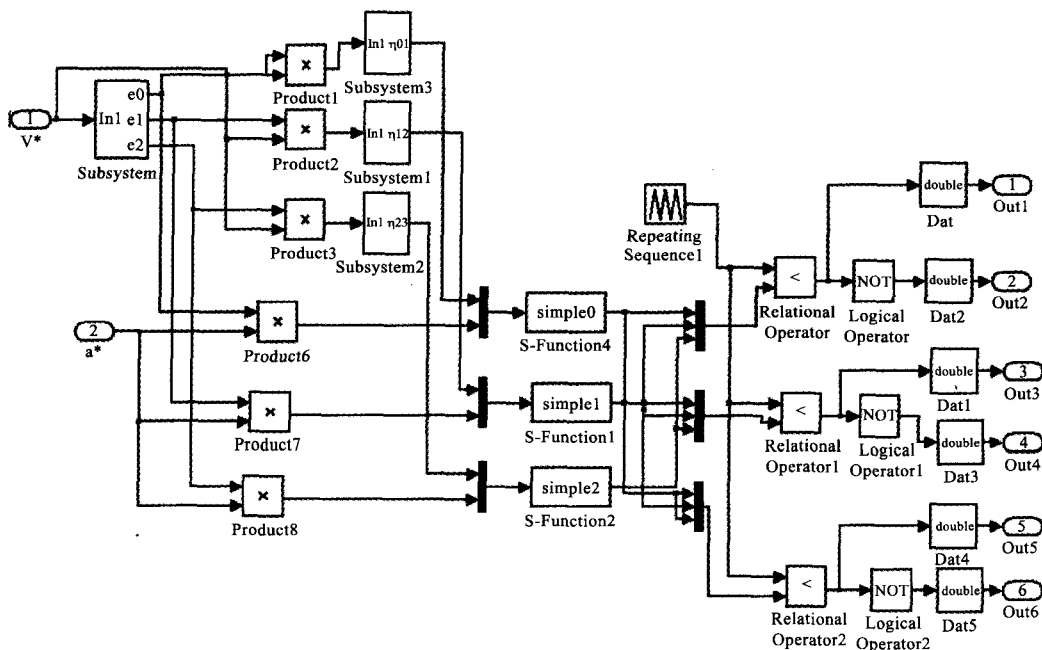 1
V*
In1
e0
e1
e2
Subsystem
×
Product1
In1 η01
Subsystem3
×
Product2
In1 η12
Subsystem1
×
Product3
In1 η23
Subsystem2
2
a*
×
Product6
×
Product7
×
Product8
simple0
S-Function4
simple1
S-Function1
simple2
S-Function2
Repeating
Sequence1
<
Relational
Operator
NOT
Logical
Operator
double
Dat
1
Out1
double
Dat2
2
Out2
<
Relational
Operator1
NOT
Logical
Operator1
double
Dat1
3
Out3
double
Dat3
4
Out4
<
Relational
Operator2
NOT
Logical
Operator2
double
Dat4
5
Out5
double
Dat5
6
Out6